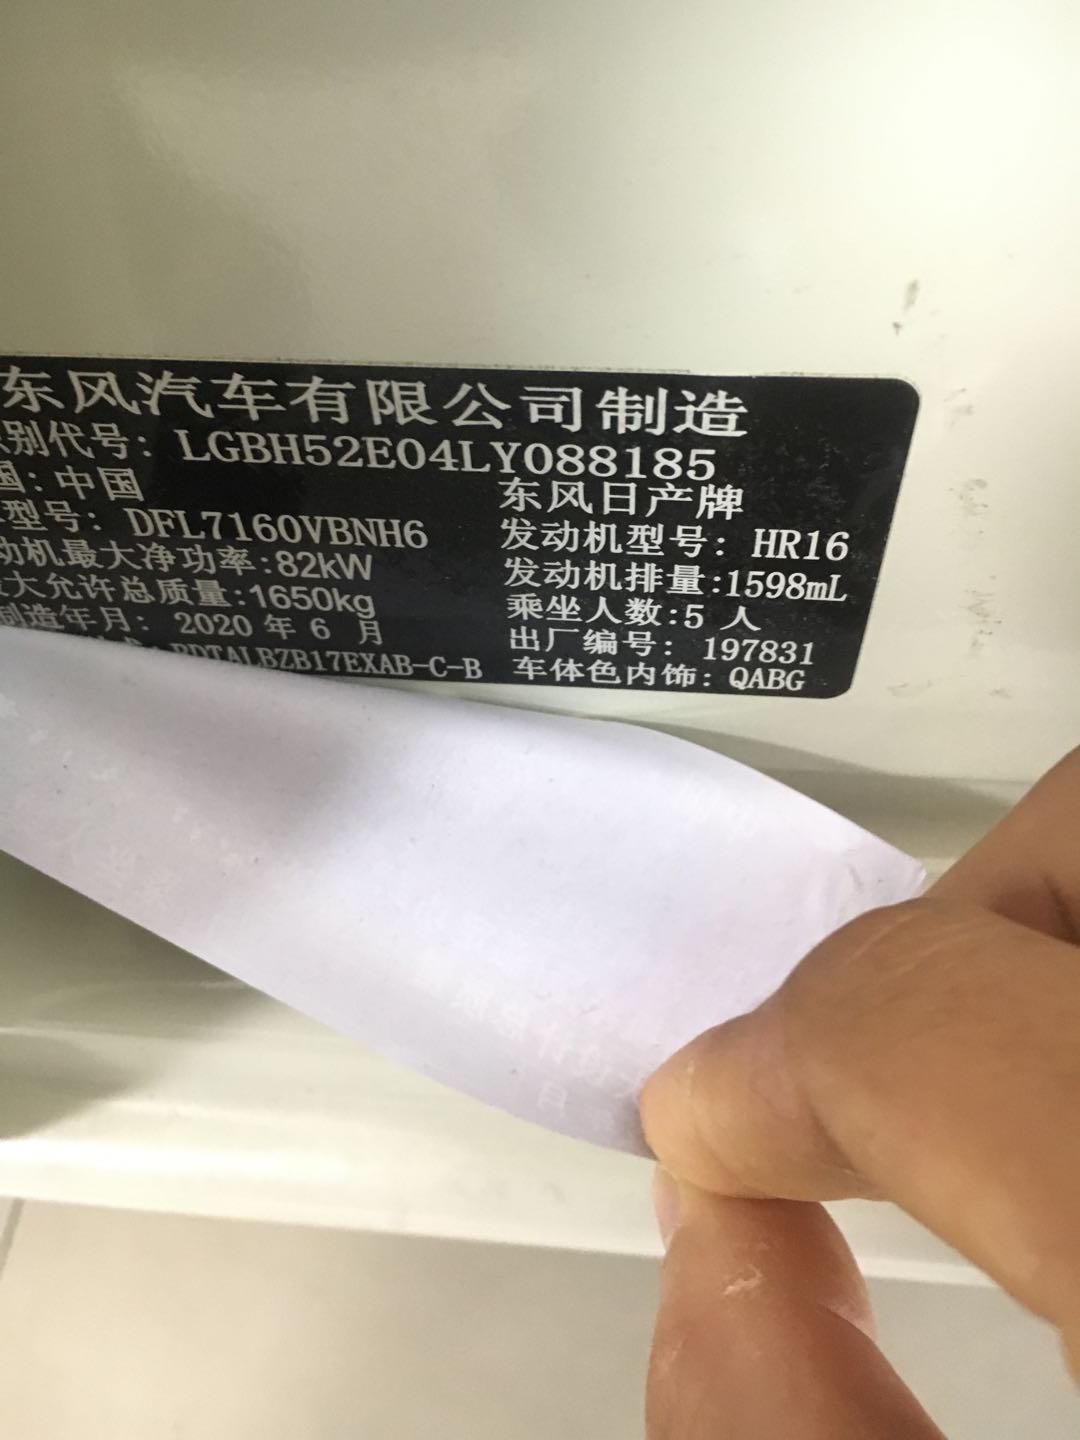 东风汽车有限公司制造
别代号: LGBH52E04LY088185
国: 中国
东风日产牌
型号: DFL7160VBNH6
发动机型号: HR16
动机最大净功率:82kW
发动机排量:1598mL
大允许总质量:1650kg
乘坐人数:5 人
制造年月: 2020 年 6 月
出厂编号: 197831
BDTALBZB17EXAB-C-B
车体色内饰: QABG